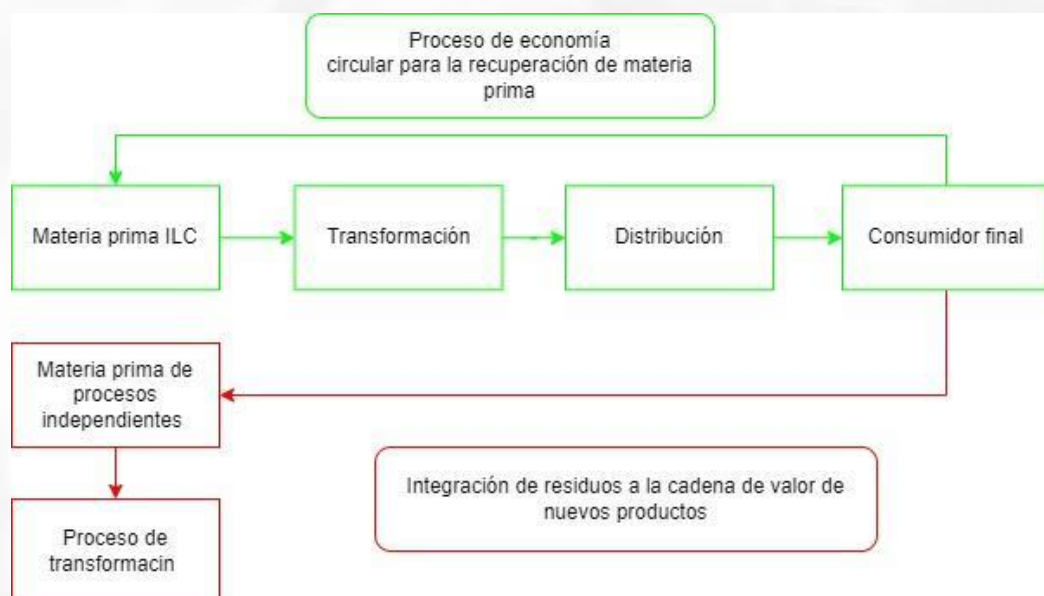 Proceso de economía
circular para la recuperación de materia
prima
Materia prima ILC
Transformación
Distribución
Consumidor final
Materia prima de
procesos
independientes
Integración de residuos a la cadena de valor de
nuevos productos
Proceso de
transformacin